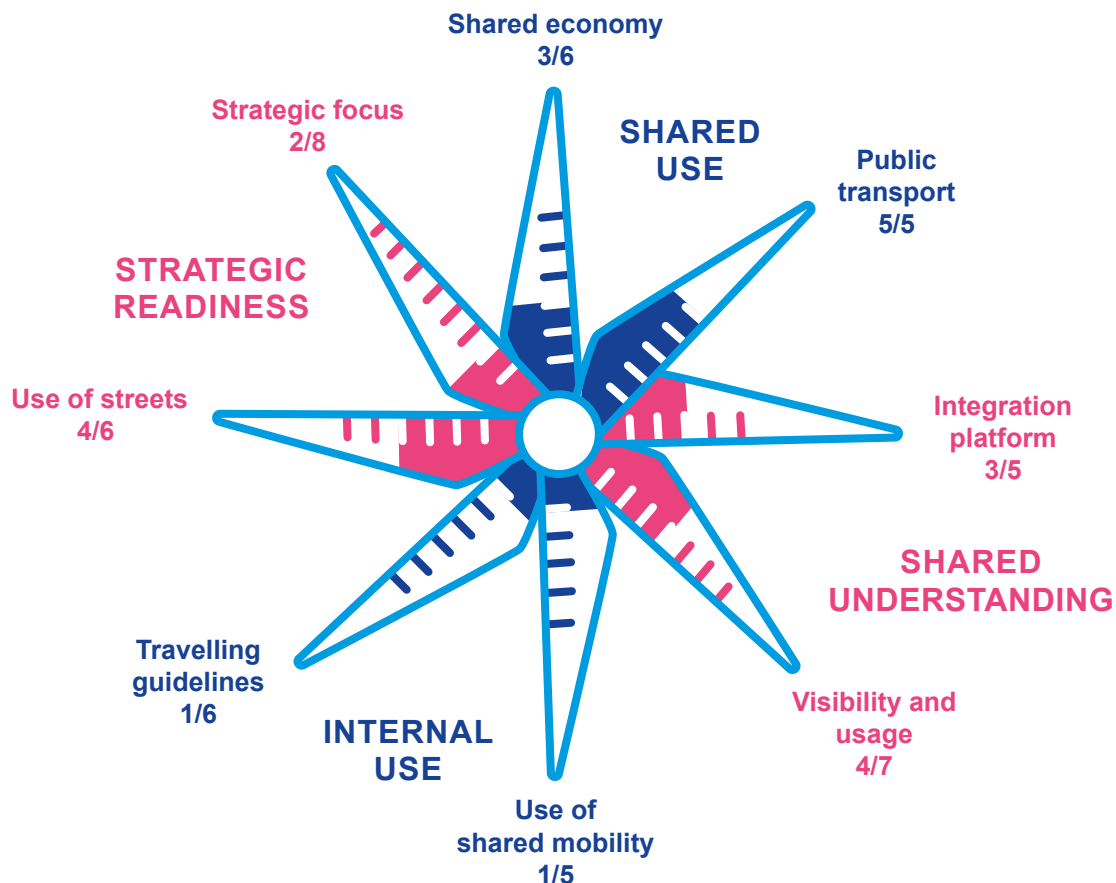 Shared economy
3/6
SHARED
USE
Public
transport
5/5
Integration
platform
3/5
SHARED
UNDERSTANDING
Visibility and
usage
4/7
Use of
shared mobility
1/5
INTERNAL
USE
Travelling
guidelines
1/6
Use of streets
4/6
STRATEGIC
READINESS
Strategic focus
2/8